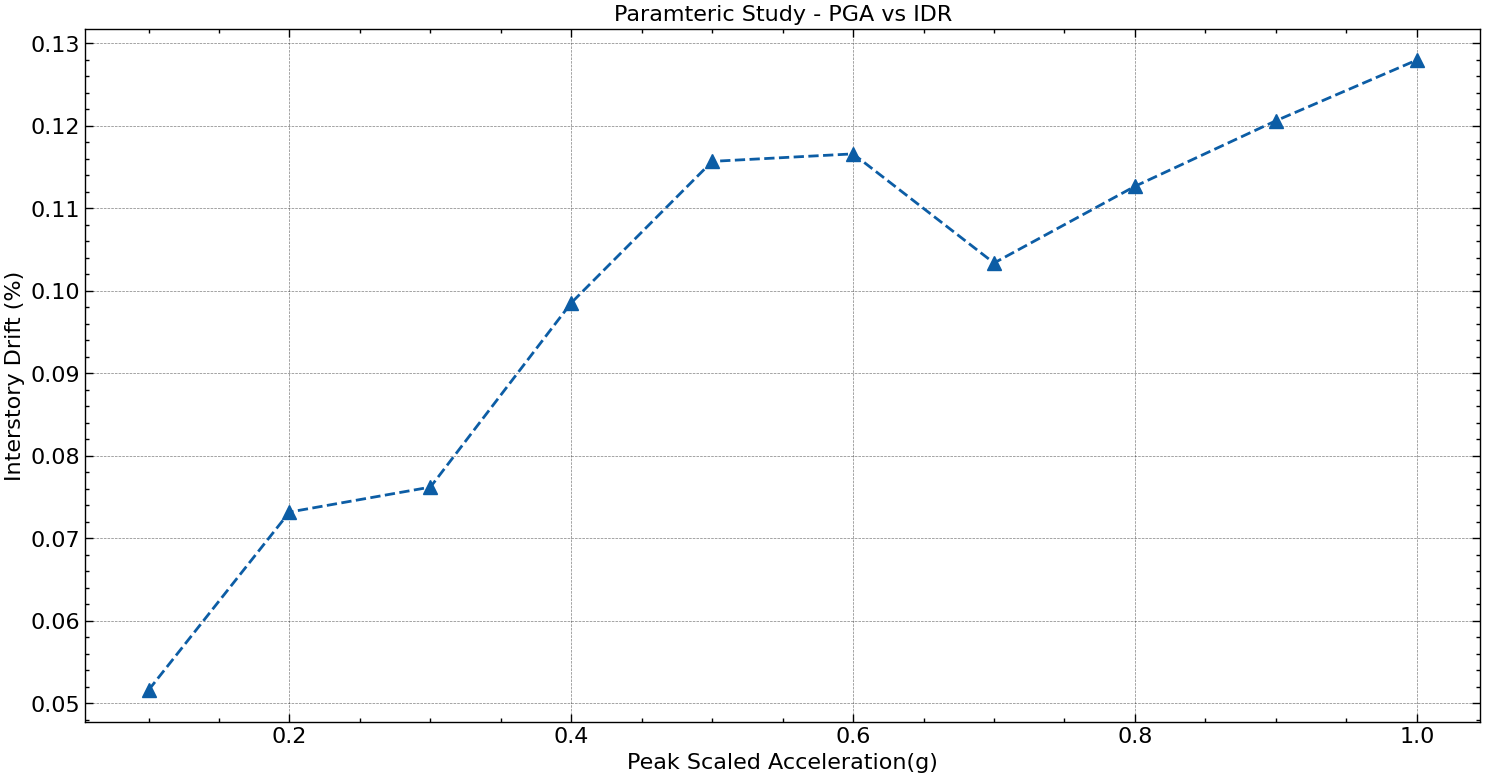 Paramteric Study - PGA vs IDR
0.13
0.12
0.11
0.10
0.09
0.08
0.07
0.06
0.05
Interstory Drift (%)
0.2 0.4 0.6 0.8 1.0
Peak Scaled Acceleration(g)